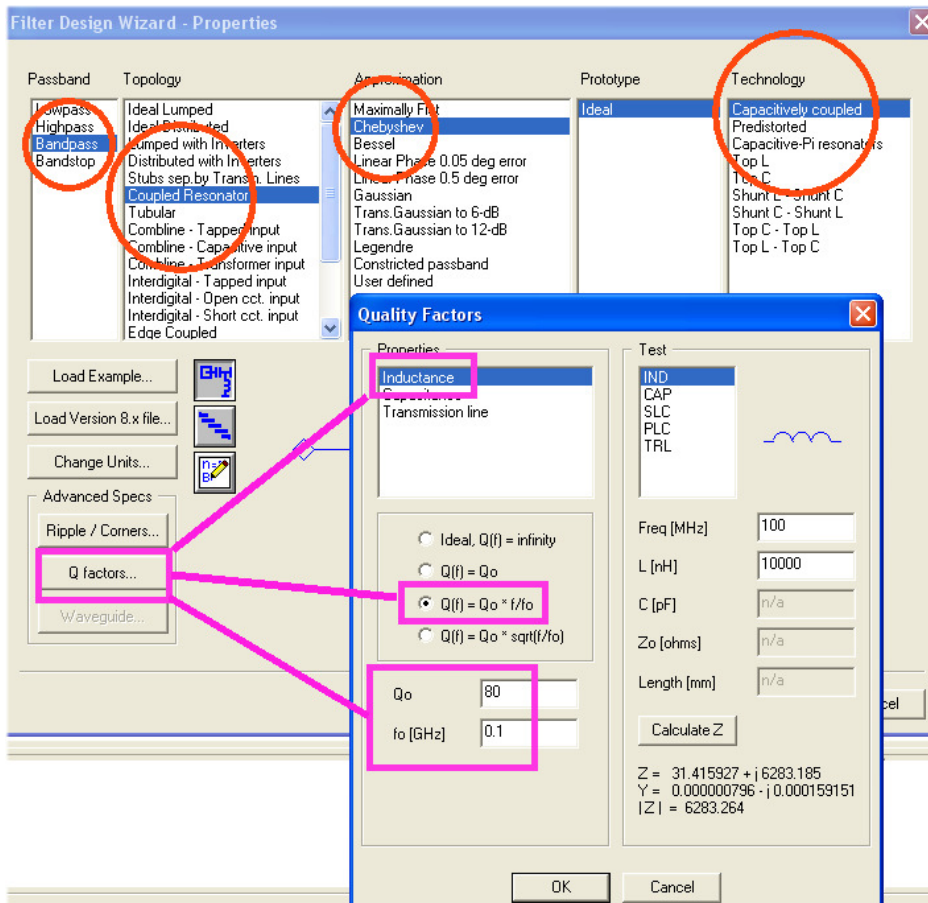 Filter Design Wizard - Properties
Passband
Topology
Approximation
Prototype
Technology
Lowpass
Highpass
Bandpass
Bandstop
Ideal Lumped
Ideal Distributed
Lumped with Inverters
Distributed with Inverters
Stubs sep.by Transm. Lines
Coupled Resonator
Tubular
Combline - Tapped input
Combline - Capacitive input
Combline - Transformer input
Interdigital - Tapped input
Interdigital - Open cct. input
Interdigital - Short cct. input
Edge Coupled
Maximally Flat
Chebyshev
Bessel
Linear Phase 0.05 deg error
Linear Phase 0.5 deg error
Gaussian
Trans.Gaussian to 6-dB
Trans.Gaussian to 12-dB
Legendre
Constricted passband
User defined
Ideal
Capacitively coupled
Predistorted
Capacitive-Pi resonators
Top L
Top C
Shunt L - Shunt C
Shunt C - Shunt L
Top C - Top L
Top L - Top C
Load Example...
Load Version 8.x file...
Change Units...
Advanced Specs
Ripple / Corners...
Q factors...
Waveguide...
Quality Factors
Properties
Inductance
Capacitance
Transmission line
Ideal, Q(f) = infinity
Q(f) = Qo
Q(f) = Qo * f/fo
Q(f) = Qo * sqrt(f/fo)
Qo
80
fo [GHz]
0.1
Test
IND
CAP
SLC
PLC
TRL
Freq [MHz]
100
L [nH]
10000
C [pF]
n/a
Zo [ohms]
n/a
Length [mm]
n/a
Calculate Z
Z = 31.415927 + j 6283.185
Y = 0.000000796 - j 0.000159151
|Z| = 6283.264
OK
Cancel